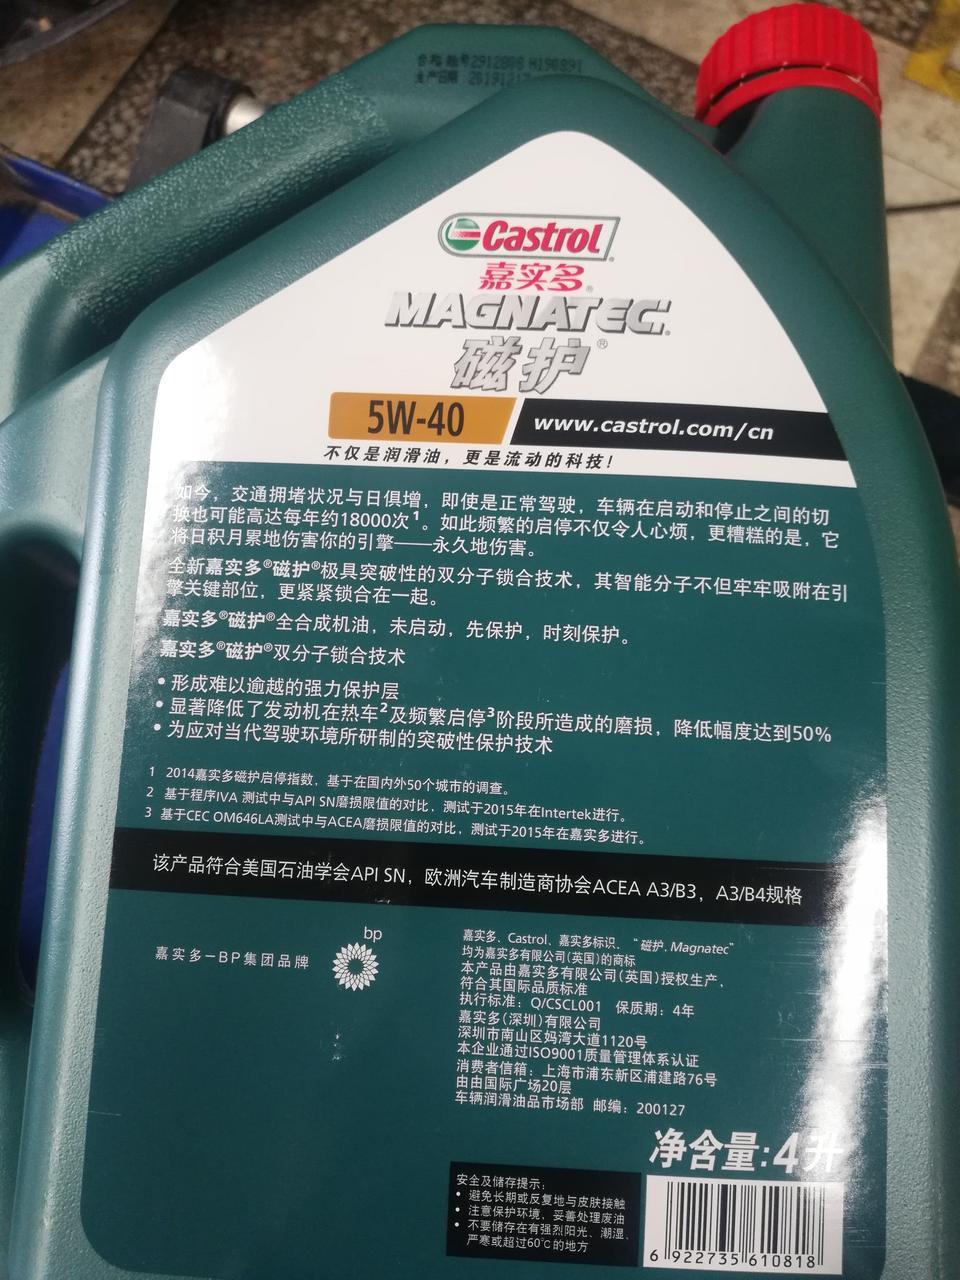 合格 批号2912808 H190891
生产日期 20191217
Castrol
嘉实多®
MAGNATEC
磁护®
5W-40 www.castrol.com/cn
不仅是润滑油，更是流动的科技！
如今，交通拥堵状况与日俱增，即使是正常驾驶，车辆在启动和停止之间的切
换也可能高达每年约18000次¹。如此频繁的启停不仅令人心烦，更糟糕的是，它
将日积月累地伤害你的引擎——永久地伤害。
全新嘉实多®磁护®极具突破性的双分子锁合技术，其智能分子不但牢牢吸附在引
擎关键部位，更紧紧锁合在一起。
嘉实多®磁护®全合成机油，未启动，先保护，时刻保护。
嘉实多®磁护®双分子锁合技术
• 形成难以逾越的强力保护层
• 显著降低了发动机在热车²及频繁启停³阶段所造成的磨损，降低幅度达到50%
• 为应对当代驾驶环境所研制的突破性保护技术
1 2014嘉实多磁护启停指数，基于在国内外50个城市的调查。
2 基于程序IVA 测试中与API SN磨损限值的对比，测试于2015年在Intertek进行。
3 基于CEC OM646LA测试中与ACEA磨损限值的对比，测试于2015年在嘉实多进行。
该产品符合美国石油学会API SN，欧洲汽车制造商协会ACEA A3/B3，A3/B4规格
bp
嘉实多—BP集团品牌
嘉实多、Castrol、嘉实多标识、“磁护，Magnatec”
均为嘉实多有限公司(英国)的商标
本产品由嘉实多有限公司(英国)授权生产，
符合其国际品质标准
执行标准：Q/CSCL001 保质期：4年
嘉实多(深圳)有限公司
深圳市南山区妈湾大道1120号
本企业通过ISO9001质量管理体系认证
消费者信箱：上海市浦东新区浦建路76号
由由国际广场20层
车辆润滑油品市场部 邮编：200127
净含量:4升
安全及储存提示：
• 避免长期或反复地与皮肤接触
• 注意保护环境，妥善处理废油
• 不要储存在有强烈阳光、潮湿、
严寒或超过60℃的地方
6 922735 610818